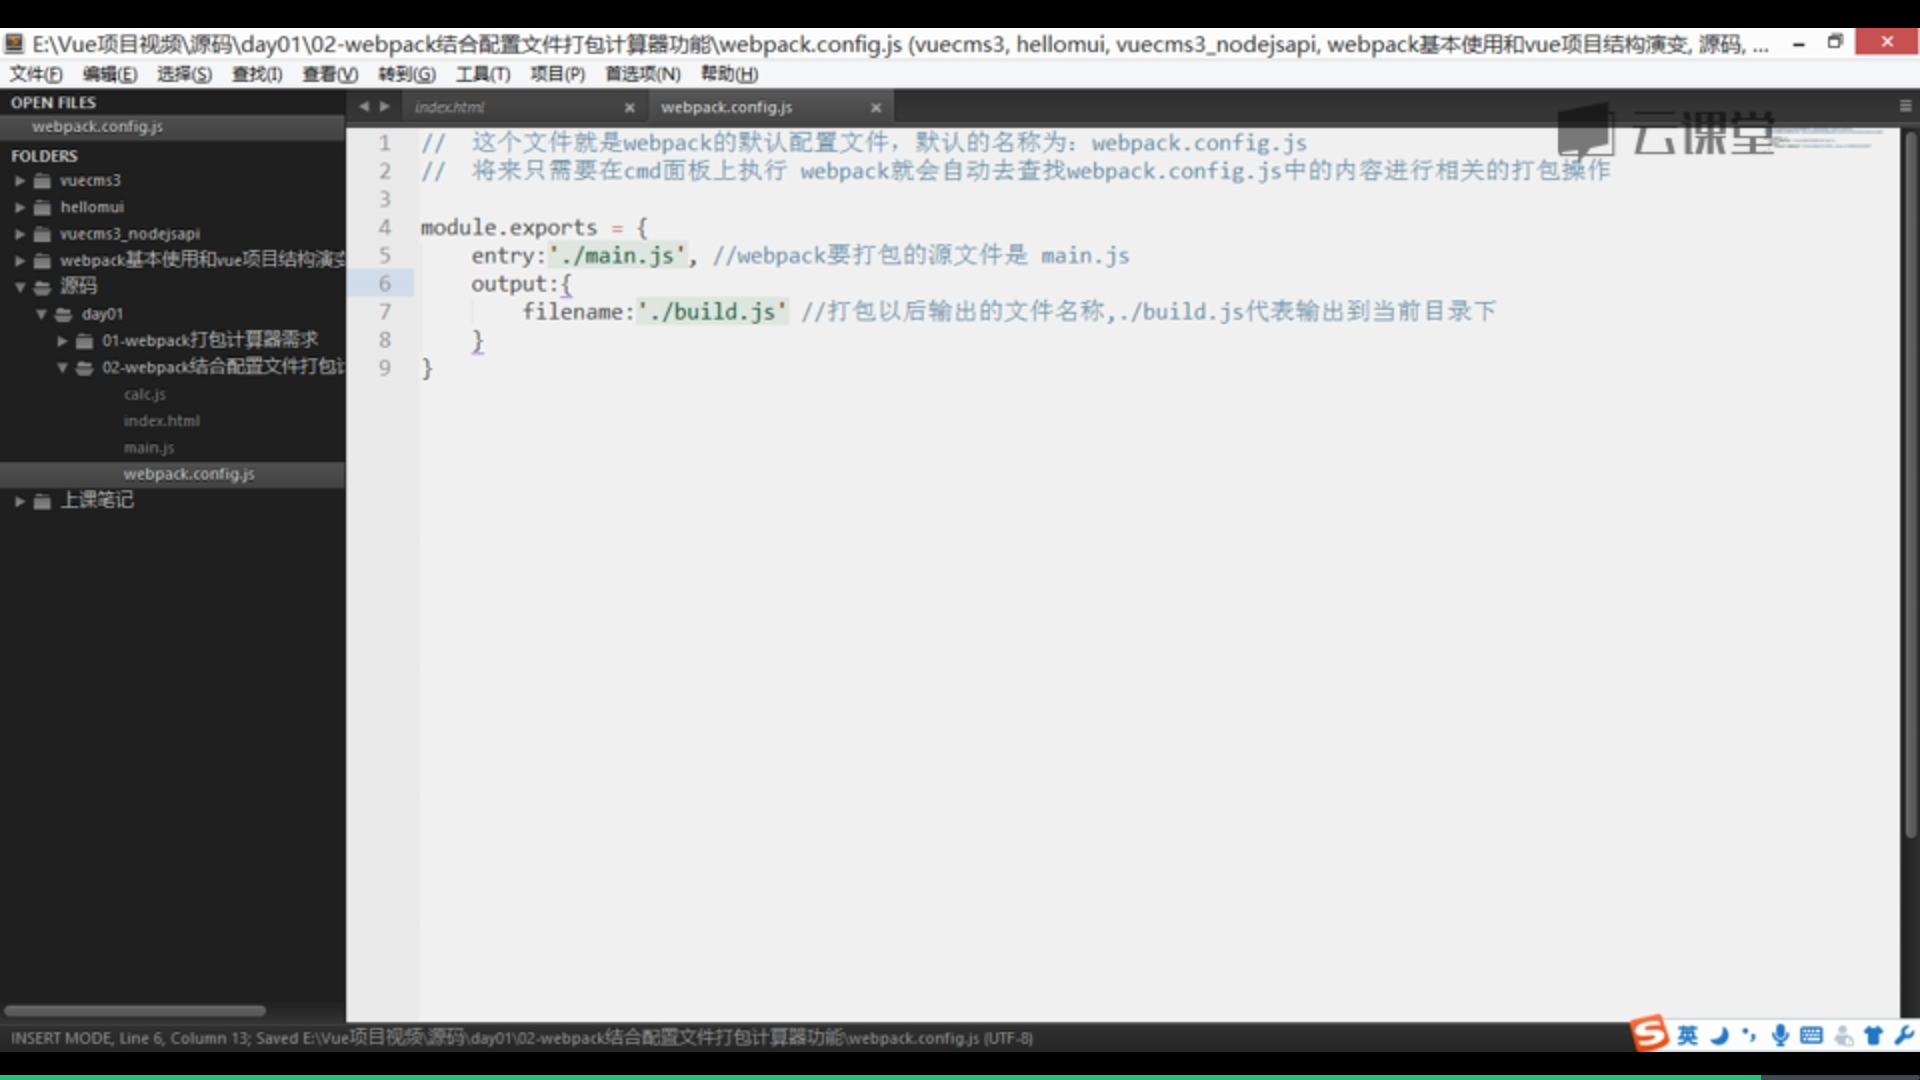 E:\Vue项目视频\源码\day01\02-webpack结合配置文件打包计算器功能\webpack.config.js (vuecms3, hellomui, vuecms3_nodejsapi, webpack基本使用和vue项目结构演变, 源码, ...
文件(F) 编辑(E) 选择(S) 查找(I) 查看(V) 转到(G) 工具(T) 项目(P) 首选项(N) 帮助(H)
OPEN FILES
webpack.config.js
FOLDERS
vuecms3
hellomui
vuecms3_nodejsapi
webpack基本使用和vue项目结构演变
源码
day01
01-webpack打包计算器需求
02-webpack结合配置文件打包计
calc.js
index.html
main.js
webpack.config.js
上课笔记
index.html
webpack.config.js
云课堂
1 // 这个文件就是webpack的默认配置文件，默认的名称为：webpack.config.js
2 // 将来只需要在cmd面板上执行 webpack就会自动去查找webpack.config.js中的内容进行相关的打包操作
3
4 module.exports = {
5 entry:'./main.js', //webpack要打包的源文件是 main.js
6 output:{
7 filename:'./build.js' //打包以后输出的文件名称,./build.js代表输出到当前目录下
8 }
9 }
INSERT MODE, Line 6, Column 13; Saved E:\Vue项目视频\源码\day01\02-webpack结合配置文件打包计算器功能\webpack.config.js (UTF-8)
英